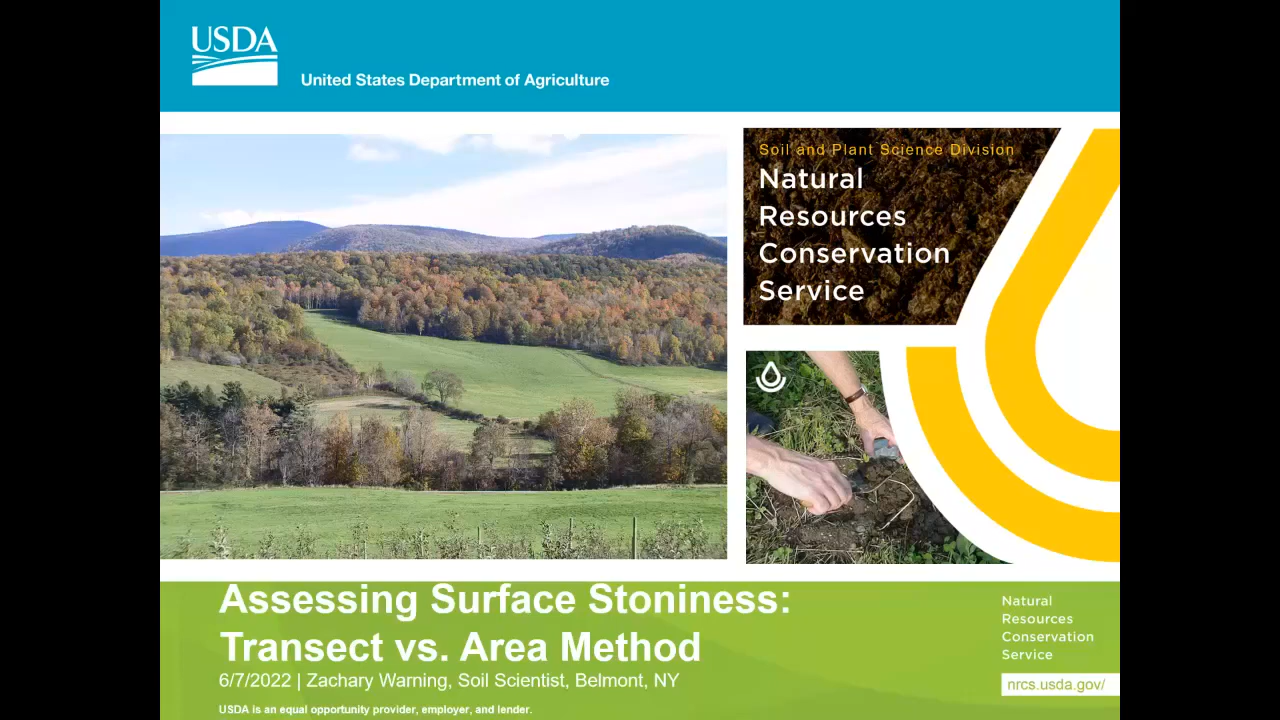 USDA
United States Department of Agriculture
Soil and Plant Science Division
Natural
Resources
Conservation
Service
Assessing Surface Stoniness:
Transect vs. Area Method
6/7/2022 | Zachary Warning, Soil Scientist, Belmont, NY
USDA is an equal opportunity provider, employer, and lender.
Natural
Resources
Conservation
Service
nrcs.usda.gov/